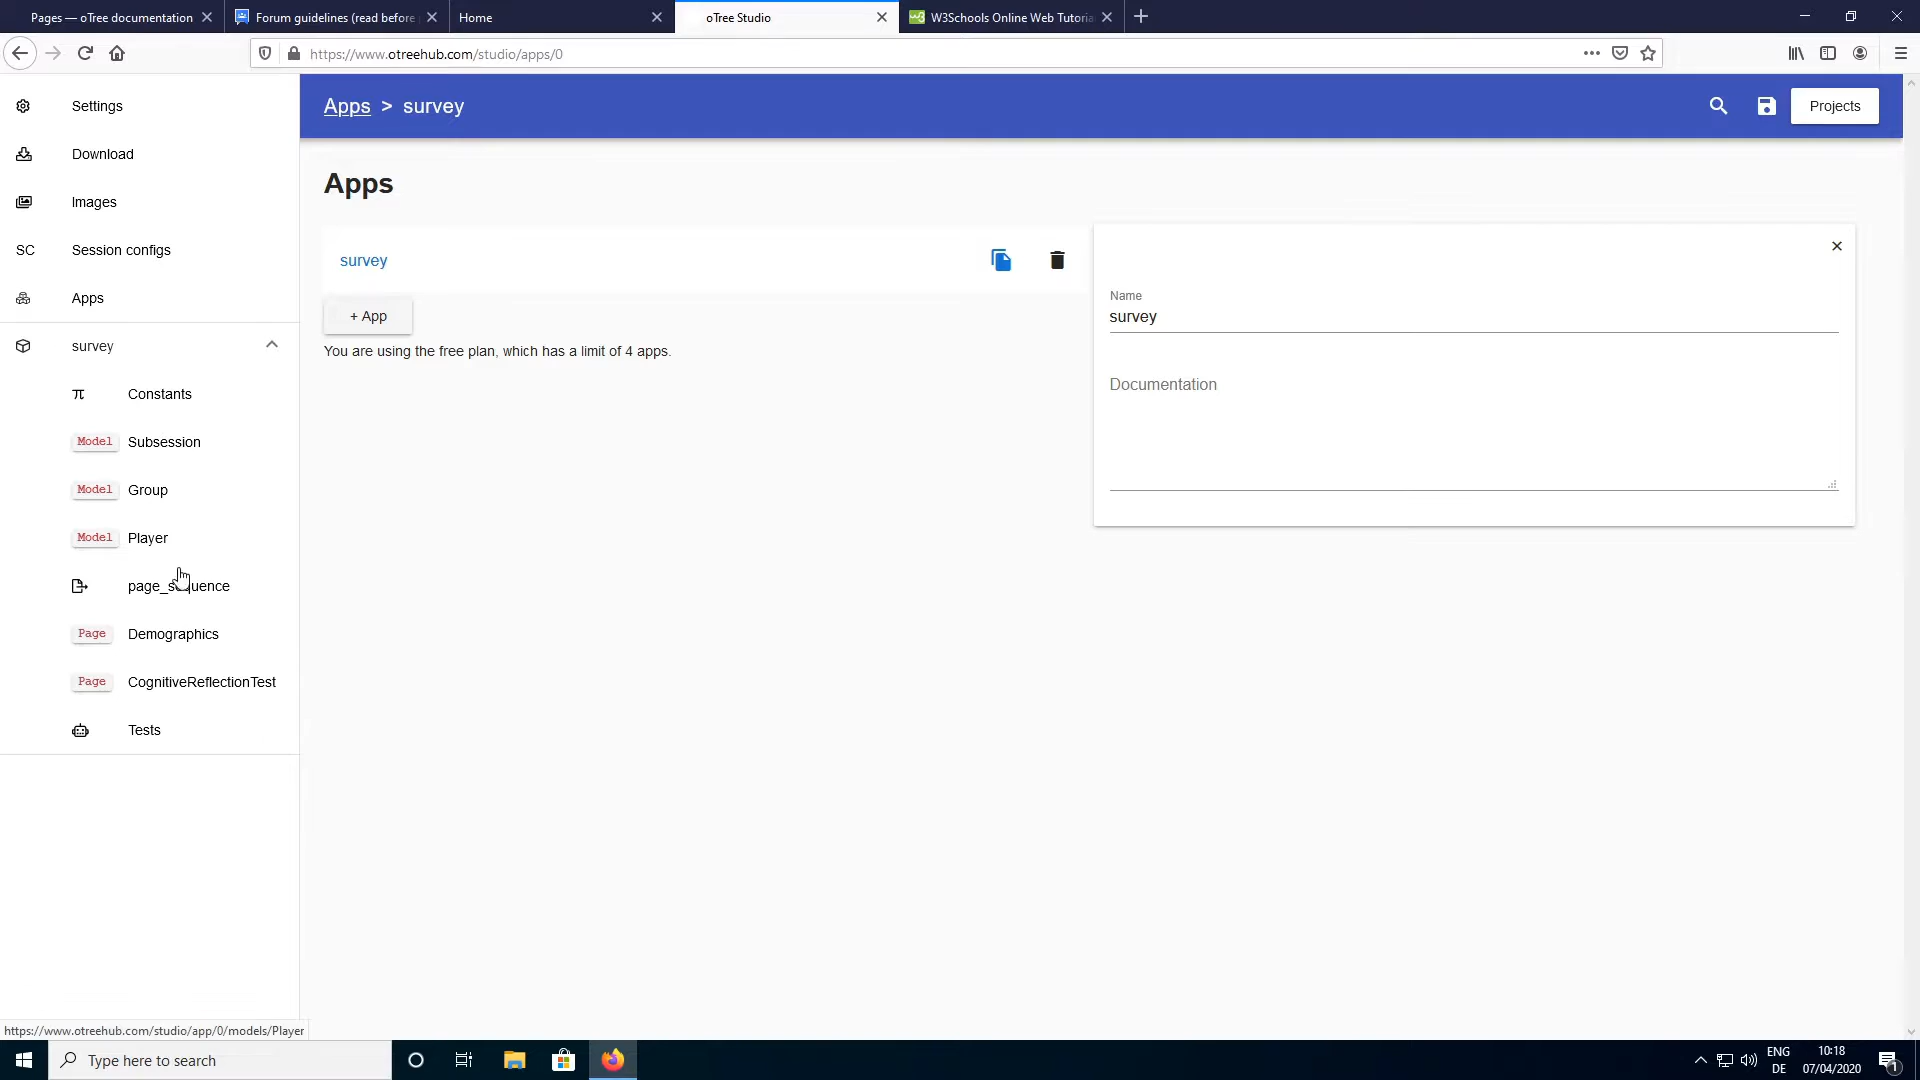 Pages — oTree documentation
Forum guidelines (read before
Home
oTree Studio
W3Schools Online Web Tutoria
https://www.otreehub.com/studio/apps/0
Settings
Download
Images
SC Session configs
Apps
survey
π Constants
Model Subsession
Model Group
Model Player
page_sequence
Page Demographics
Page CognitiveReflectionTest
Tests
Apps > survey
Projects
Apps
survey
+ App
You are using the free plan, which has a limit of 4 apps.
Name
survey
Documentation
https://www.otreehub.com/studio/app/0/models/Player
Type here to search
ENG
DE
10:18
07/04/2020
1